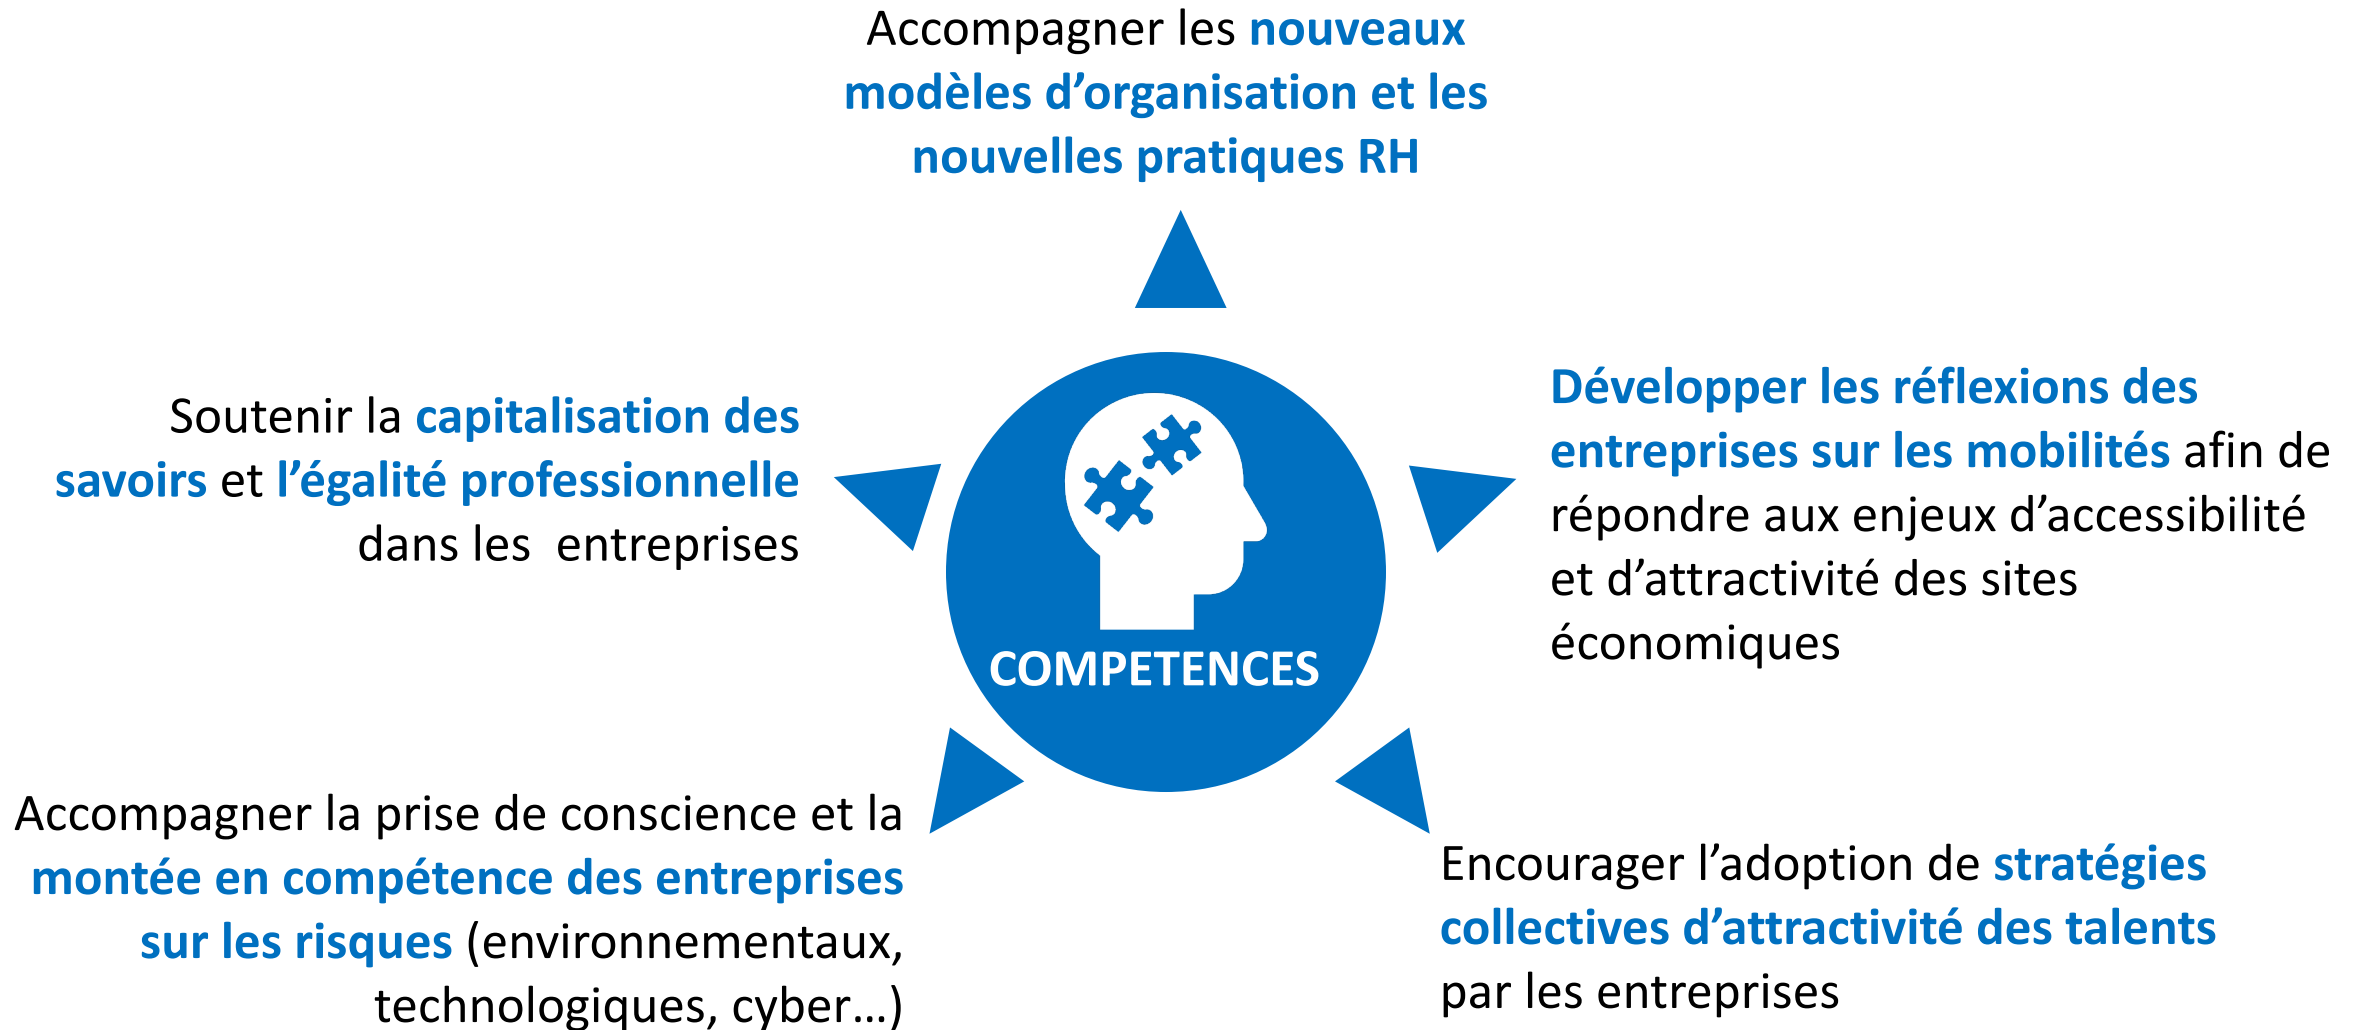 Accompagner les nouveaux
modèles d’organisation et les
nouvelles pratiques RH
Soutenir la capitalisation des
savoirs et l’égalité professionnelle
dans les  entreprises
Développer les réflexions des
entreprises sur les mobilités afin de
répondre aux enjeux d’accessibilité
et d’attractivité des sites
économiques
COMPETENCES
Accompagner la prise de conscience et la
montée en compétence des entreprises
sur les risques (environnementaux,
technologiques, cyber…)
Encourager l’adoption de stratégies
collectives d’attractivité des talents
par les entreprises